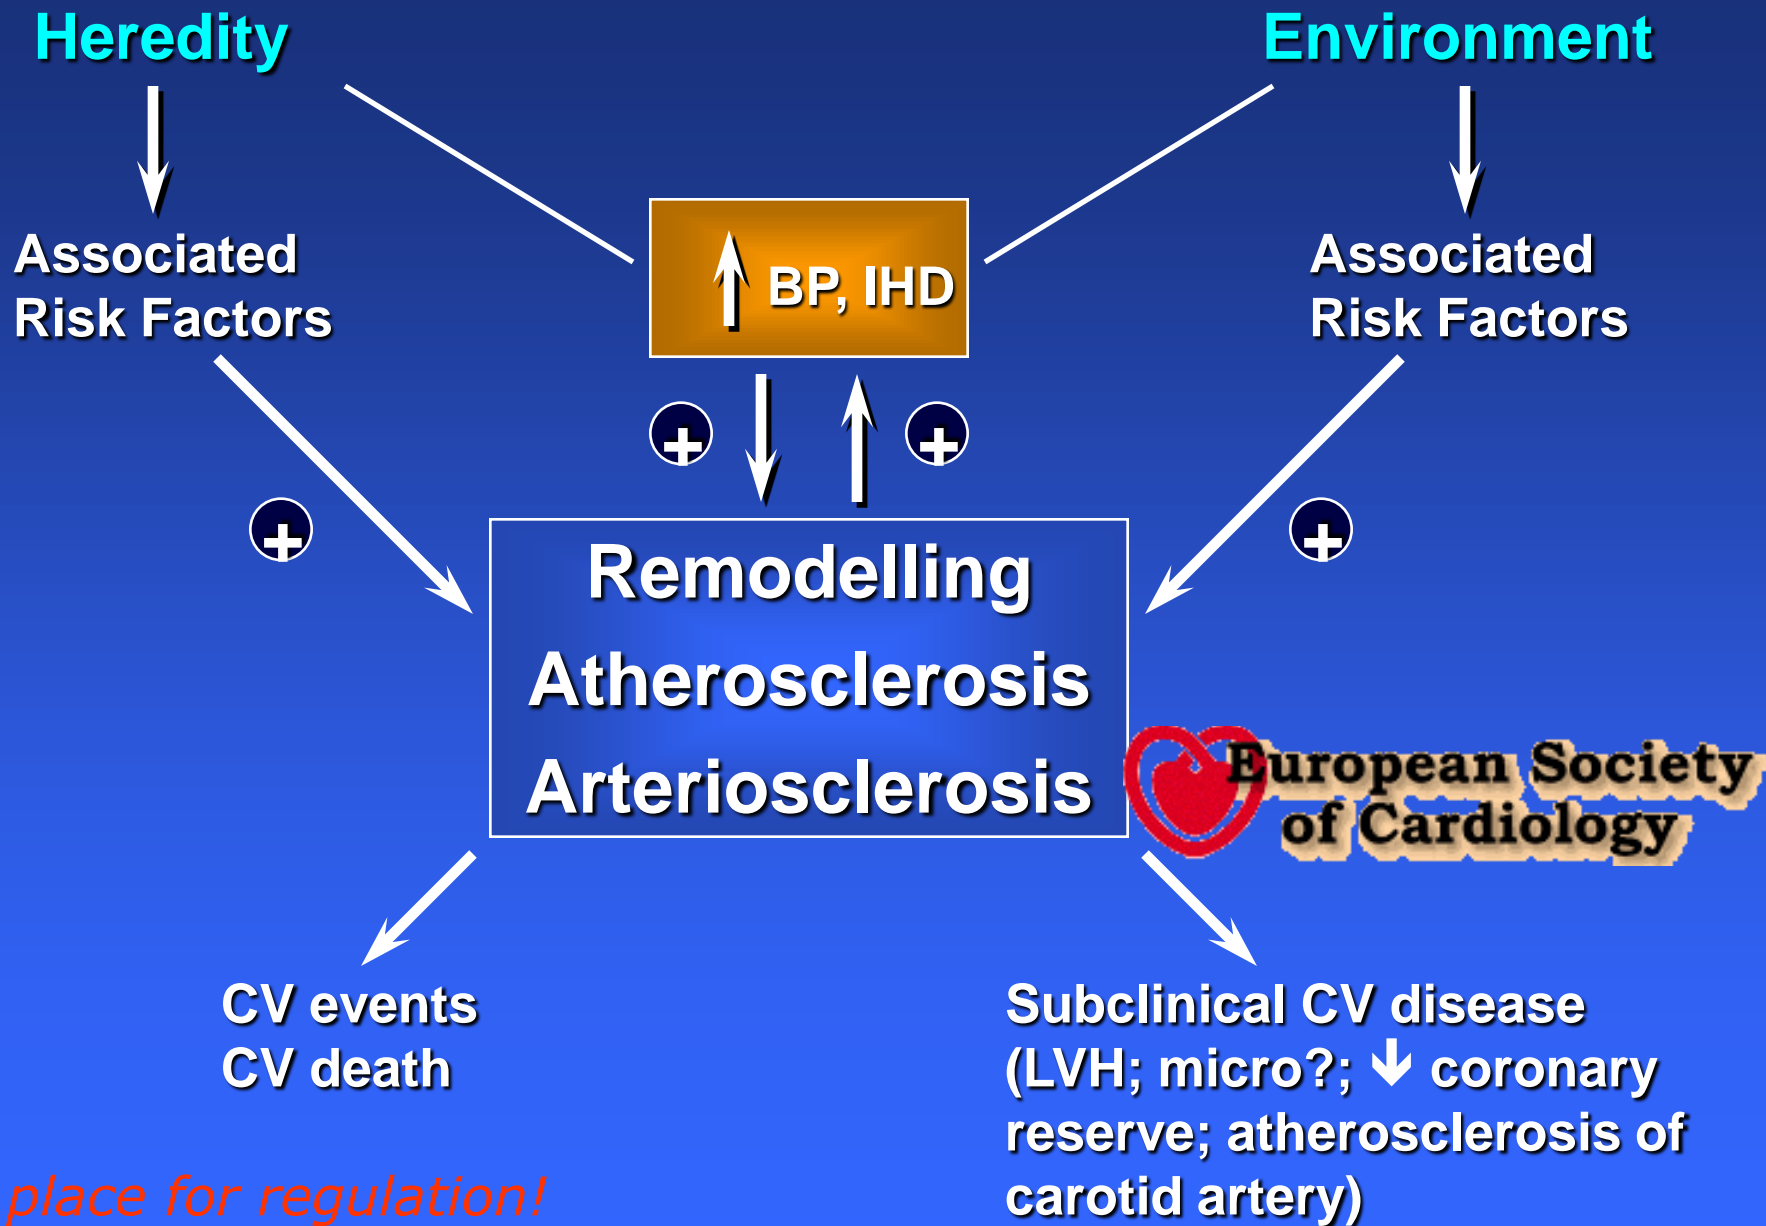 Heredity
Environment
Associated
Risk Factors
↑ BP, IHD
Associated
Risk Factors
+
+
+
+
Remodelling
Atherosclerosis
Arteriosclerosis
European Society
of Cardiology
CV events
CV death
Subclinical CV disease
(LVH; micro?; ↓ coronary
reserve; atherosclerosis of
carotid artery)
place for regulation!